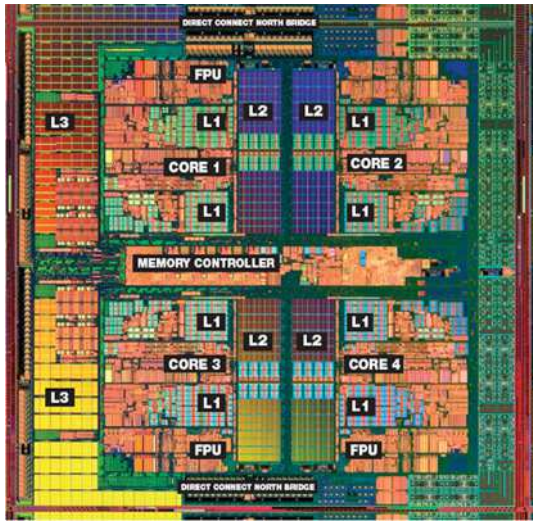 DIRECT CONNECT NORTH BRIDGE
FPU
L2
L2
L3
L1
L1
CORE 1
CORE 2
L1
L1
MEMORY CONTROLLER
L1
L2
L2
L1
CORE 3
CORE 4
L3
L1
L1
FPU
FPU
DIRECT CONNECT NORTH BRIDGE